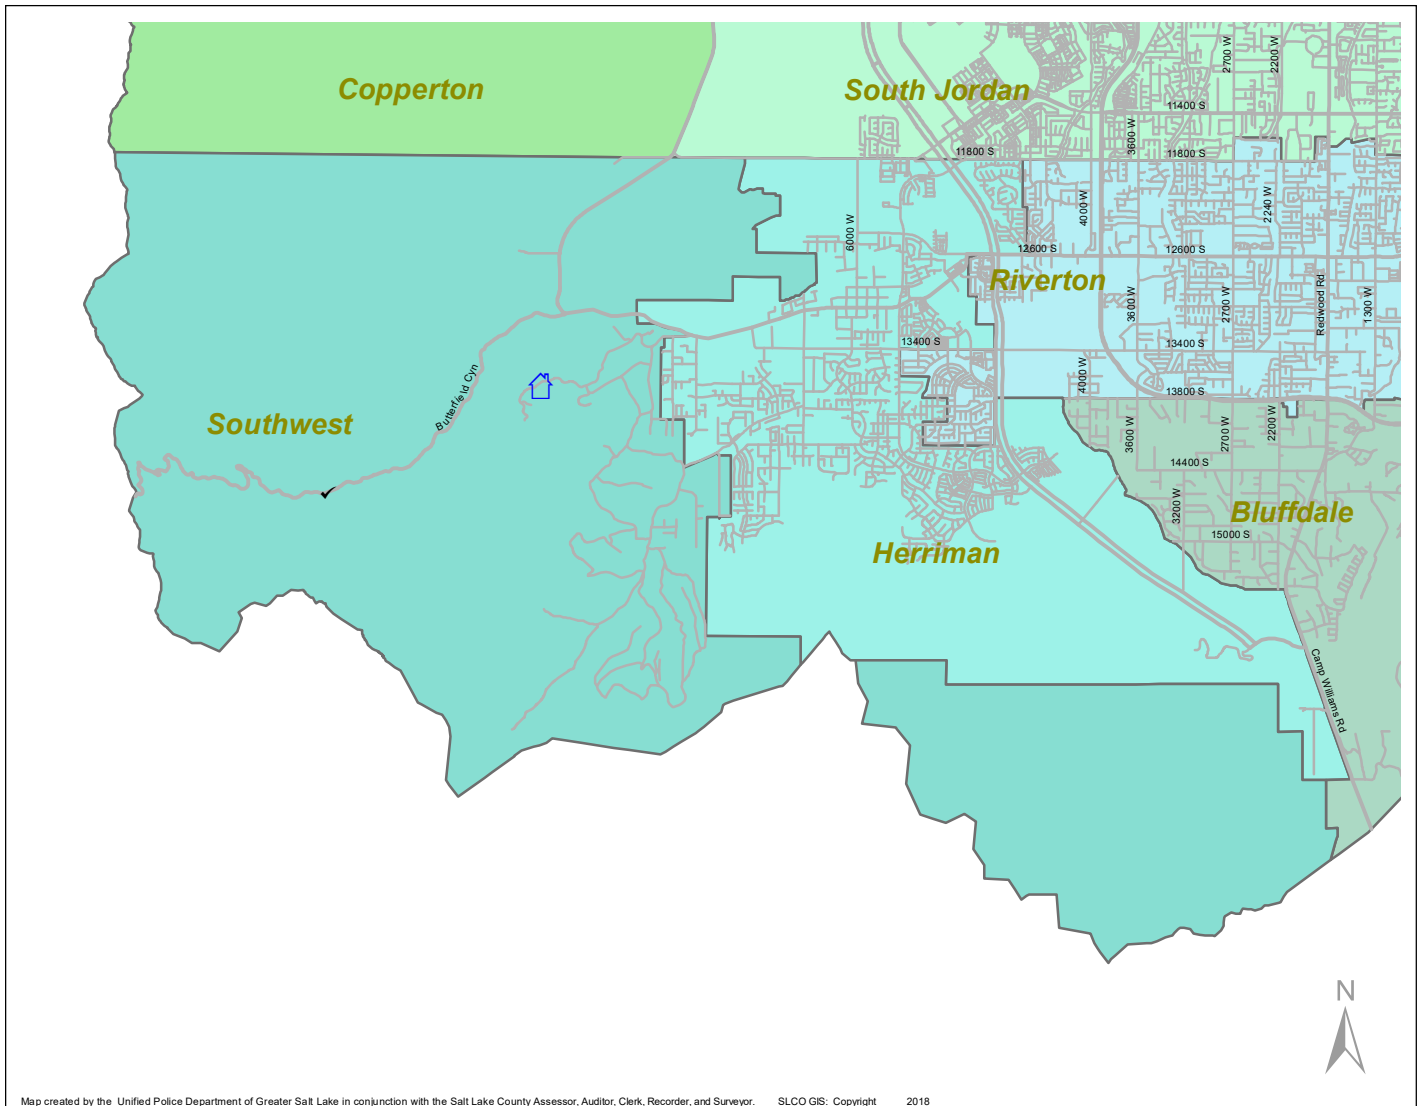 Copperton
South Jordan
2700 W
2200 W
11400 S
3600 W
11800 S
11800 S
4000 W
2240 W
6000 W
12600 S
12600 S
Riverton
3600 W
2700 W
Redwood Rd
1300 W
13400 S
13400 S
Butterfield Cyn
4000 W
13800 S
Southwest
3600 W
2700 W
2200 W
14400 S
3200 W
Bluffdale
15000 S
Herriman
Camp Williams Rd
N
Map created by the Unified Police Department of Greater Salt Lake in conjunction with the Salt Lake County Assessor, Auditor, Clerk, Recorder, and Surveyor. SLCO GIS: Copyright 2018